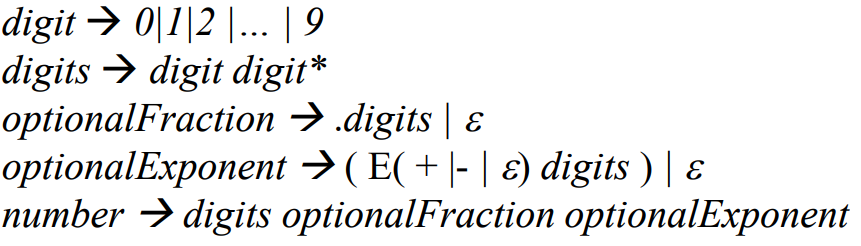 digit → 0|1|2 |... | 9
digits → digit digit*
optionalFraction → .digits | ε
optionalExponent → ( E( + |- | ε) digits ) | ε
number → digits optionalFraction optionalExponent